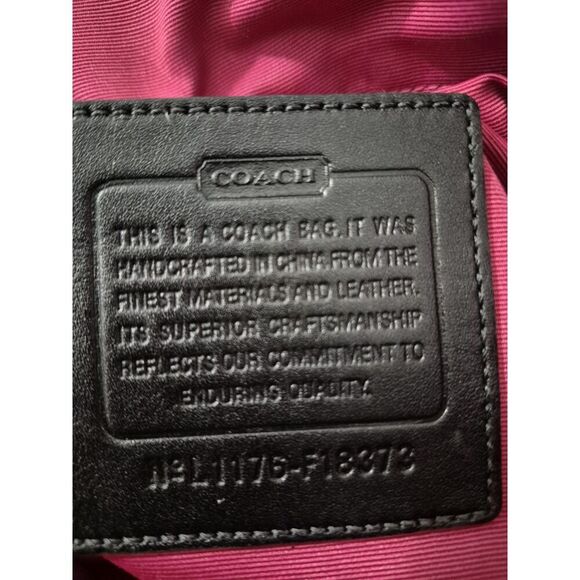 COACH
THIS IS A COACH BAG. IT WAS
HANDCRAFTED IN CHINA FROM THE
FINEST MATERIALS AND LEATHER.
ITS SUPERIOR CRAFTSMANSHIP
REFLECTS OUR COMMITMENT TO
ENDURING QUALITY.
Nº L1176-F18373